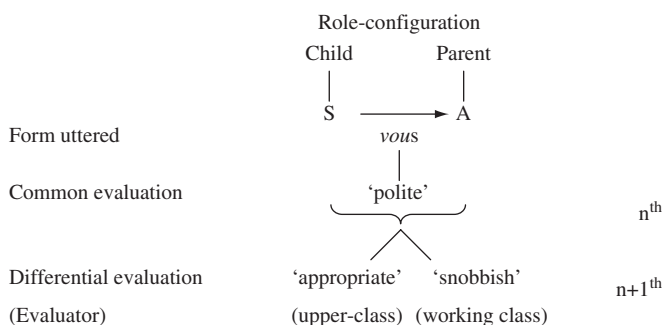 Role-configuration
Child Parent
S A
Form uttered vous
Common evaluation ‘polite’
nth
Differential evaluation ‘appropriate’ ‘snobbish’ n+1th
(Evaluator) (upper-class) (working class)